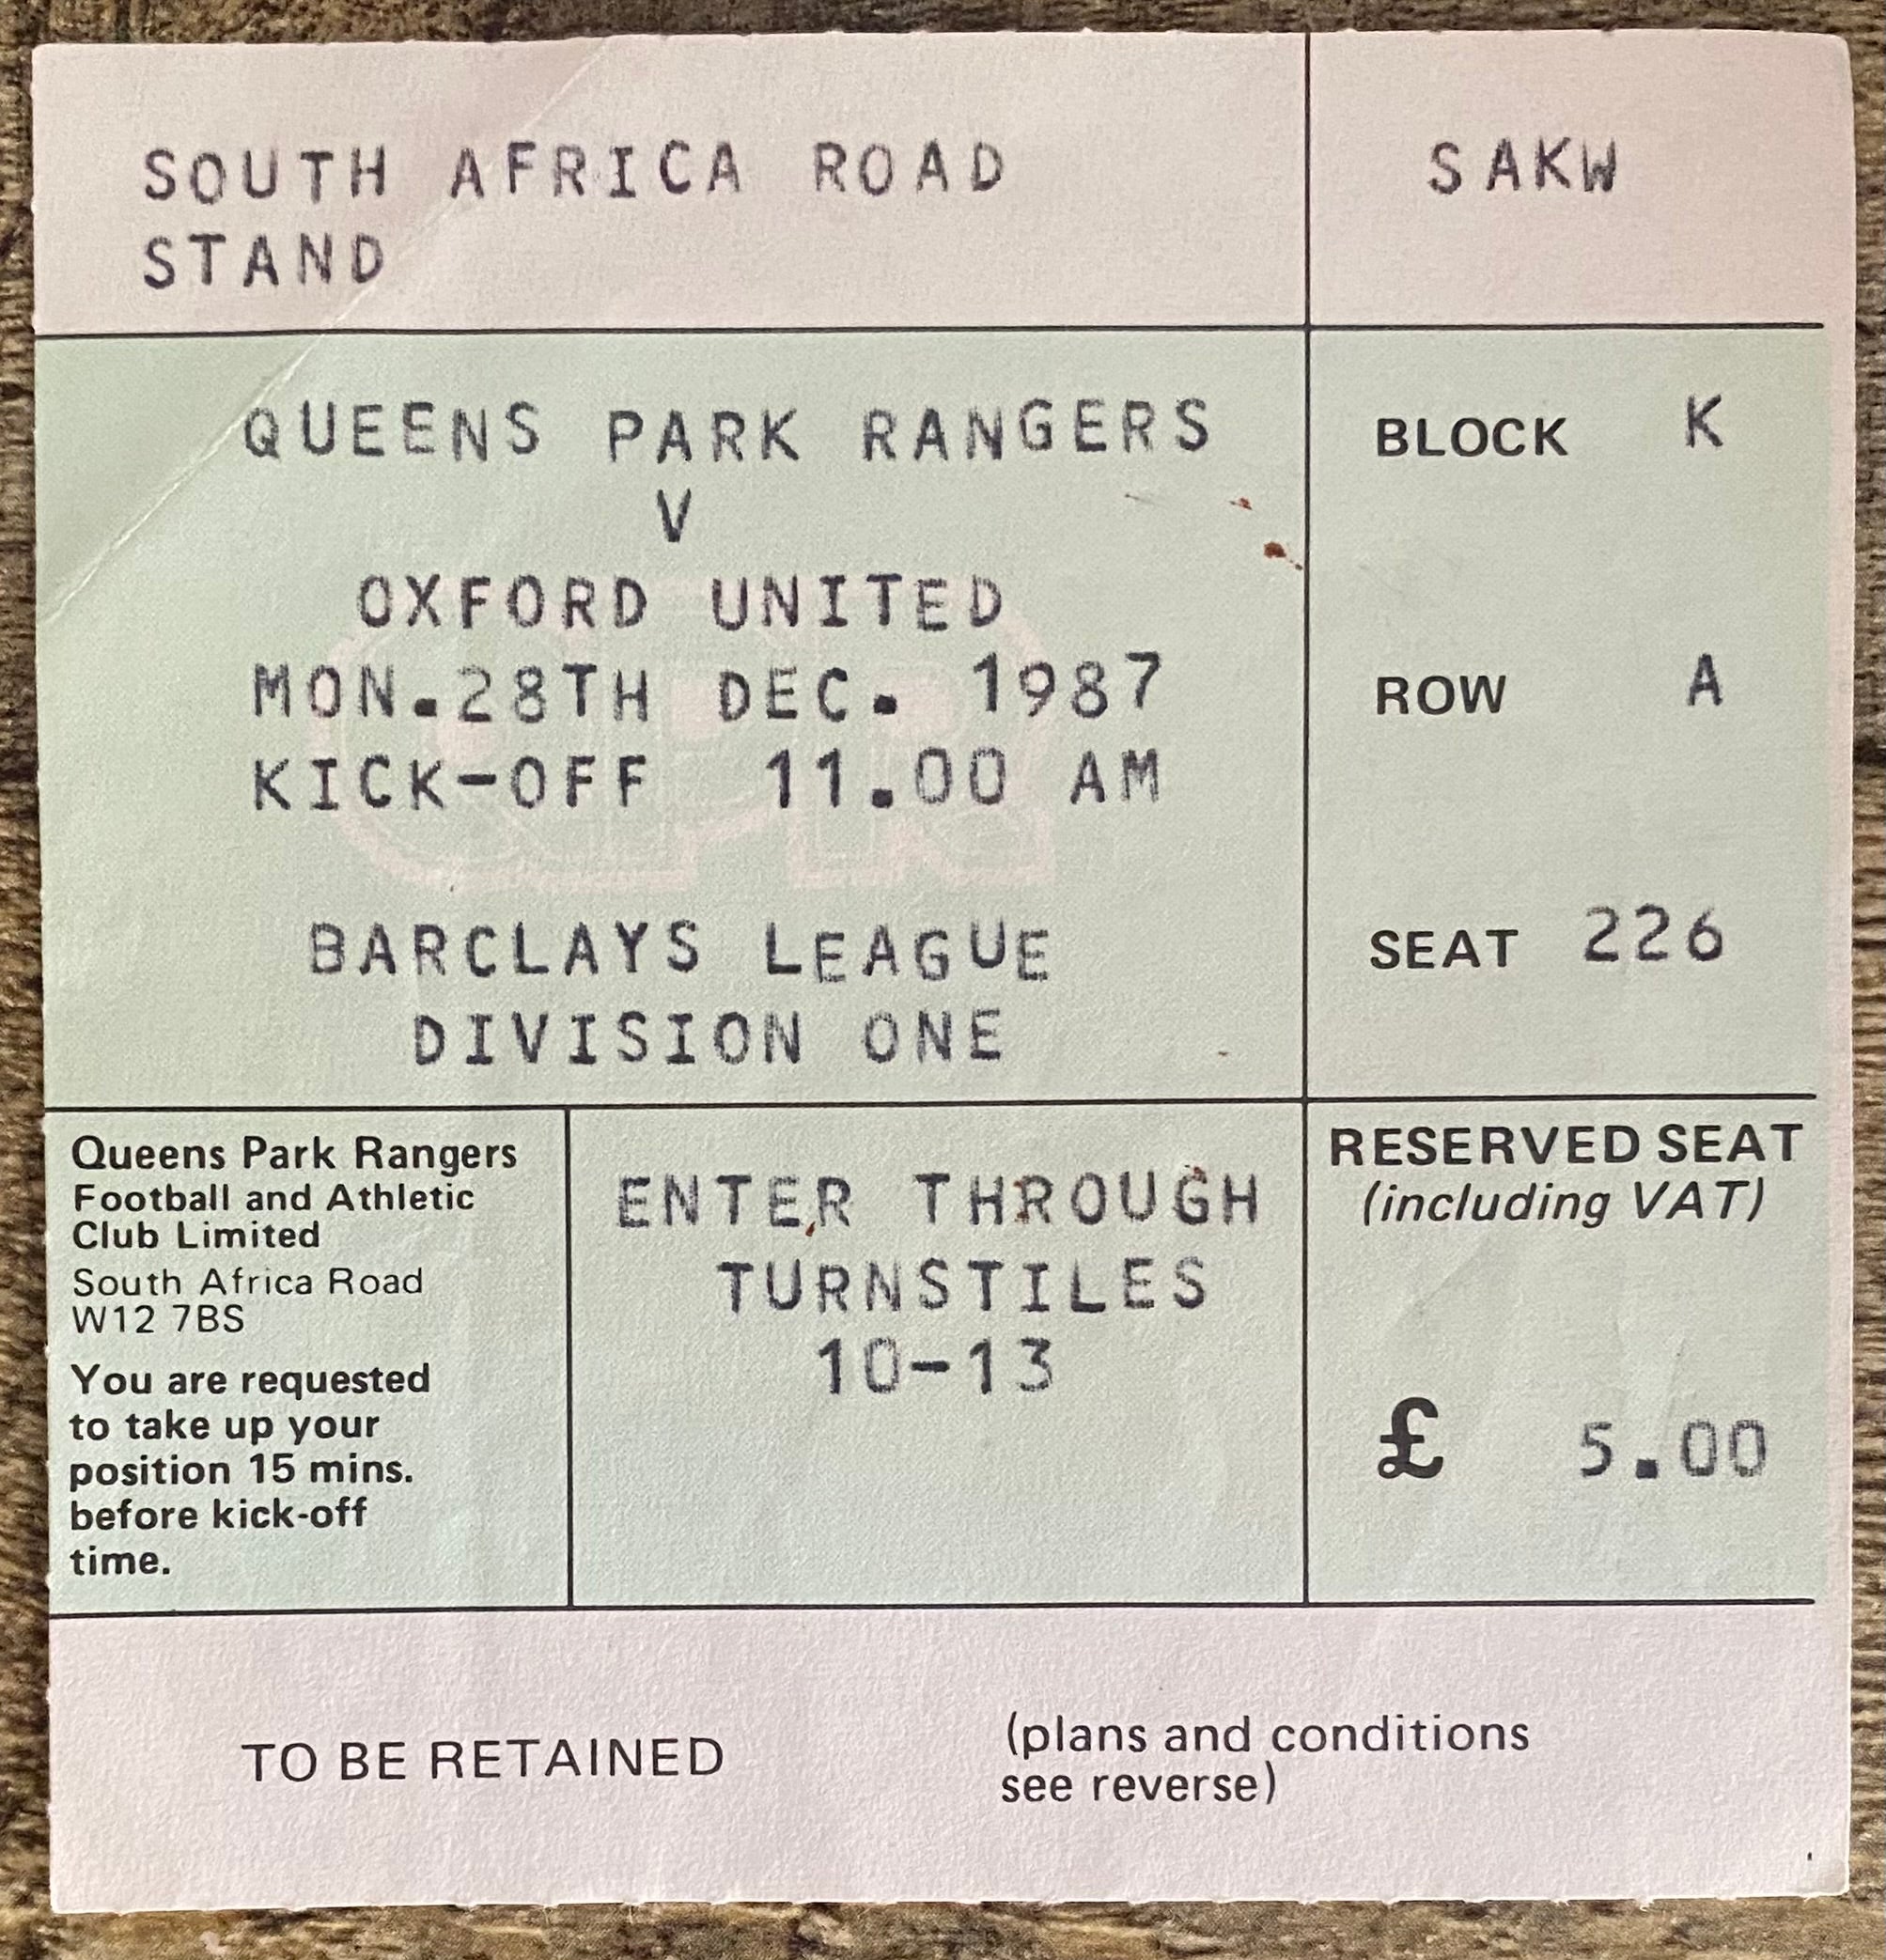 SOUTH AFRICA ROAD
STAND
SAKW
QUEENS PARK RANGERS
V
OXFORD UNITED
MON.28TH DEC. 1987
KICK-OFF 11.00 AM
BARCLAYS LEAGUE
DIVISION ONE
BLOCK K
ROW A
SEAT 226
Queens Park Rangers
Football and Athletic
Club Limited
South Africa Road
W12 7BS
You are requested
to take up your
position 15 mins.
before kick-off
time.
ENTER THROUGH
TURNSTILES
10-13
RESERVED SEAT
(including VAT)
£ 5.00
TO BE RETAINED
(plans and conditions
see reverse)